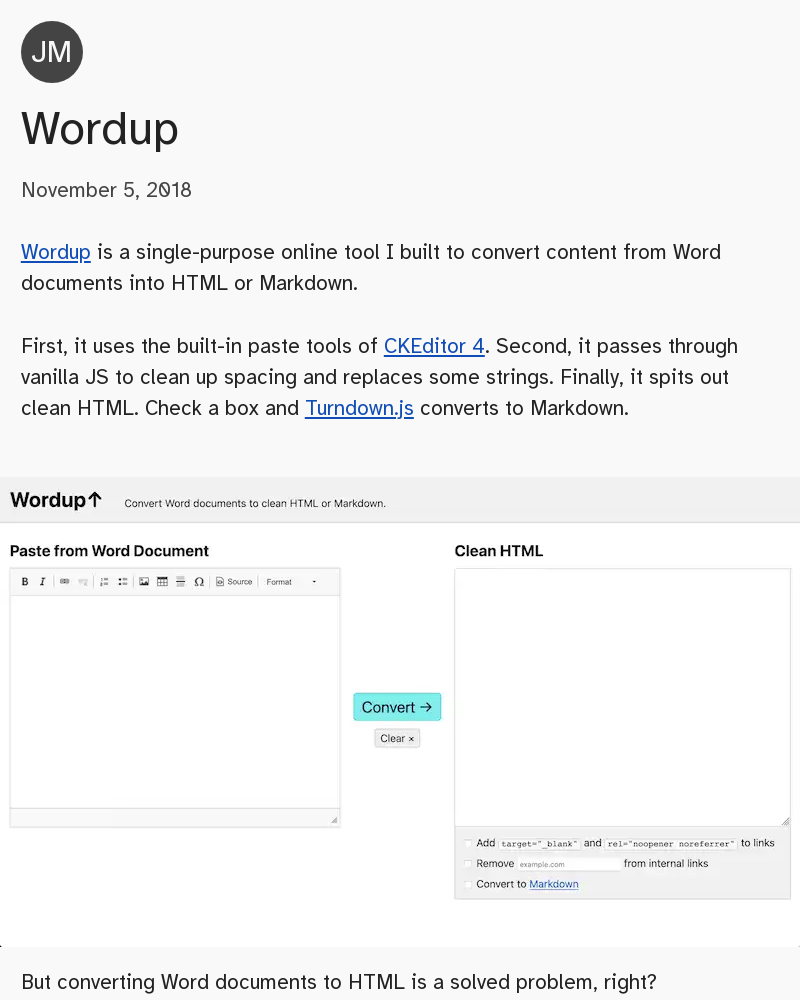 JM
Wordup
November 5, 2018
Wordup is a single-purpose online tool I built to convert content from Word
documents into HTML or Markdown.
First, it uses the built-in paste tools of CKEditor 4. Second, it passes through
vanilla JS to clean up spacing and replaces some strings. Finally, it spits out
clean HTML. Check a box and Turndown.js converts to Markdown.
Wordup↑ Convert Word documents to clean HTML or Markdown.
Paste from Word Document
B I Ω Source Format
Convert →
Clear ×
Clean HTML
Add target="_blank" and rel="noopener noreferrer" to links
Remove example.com from internal links
Convert to Markdown
But converting Word documents to HTML is a solved problem, right?